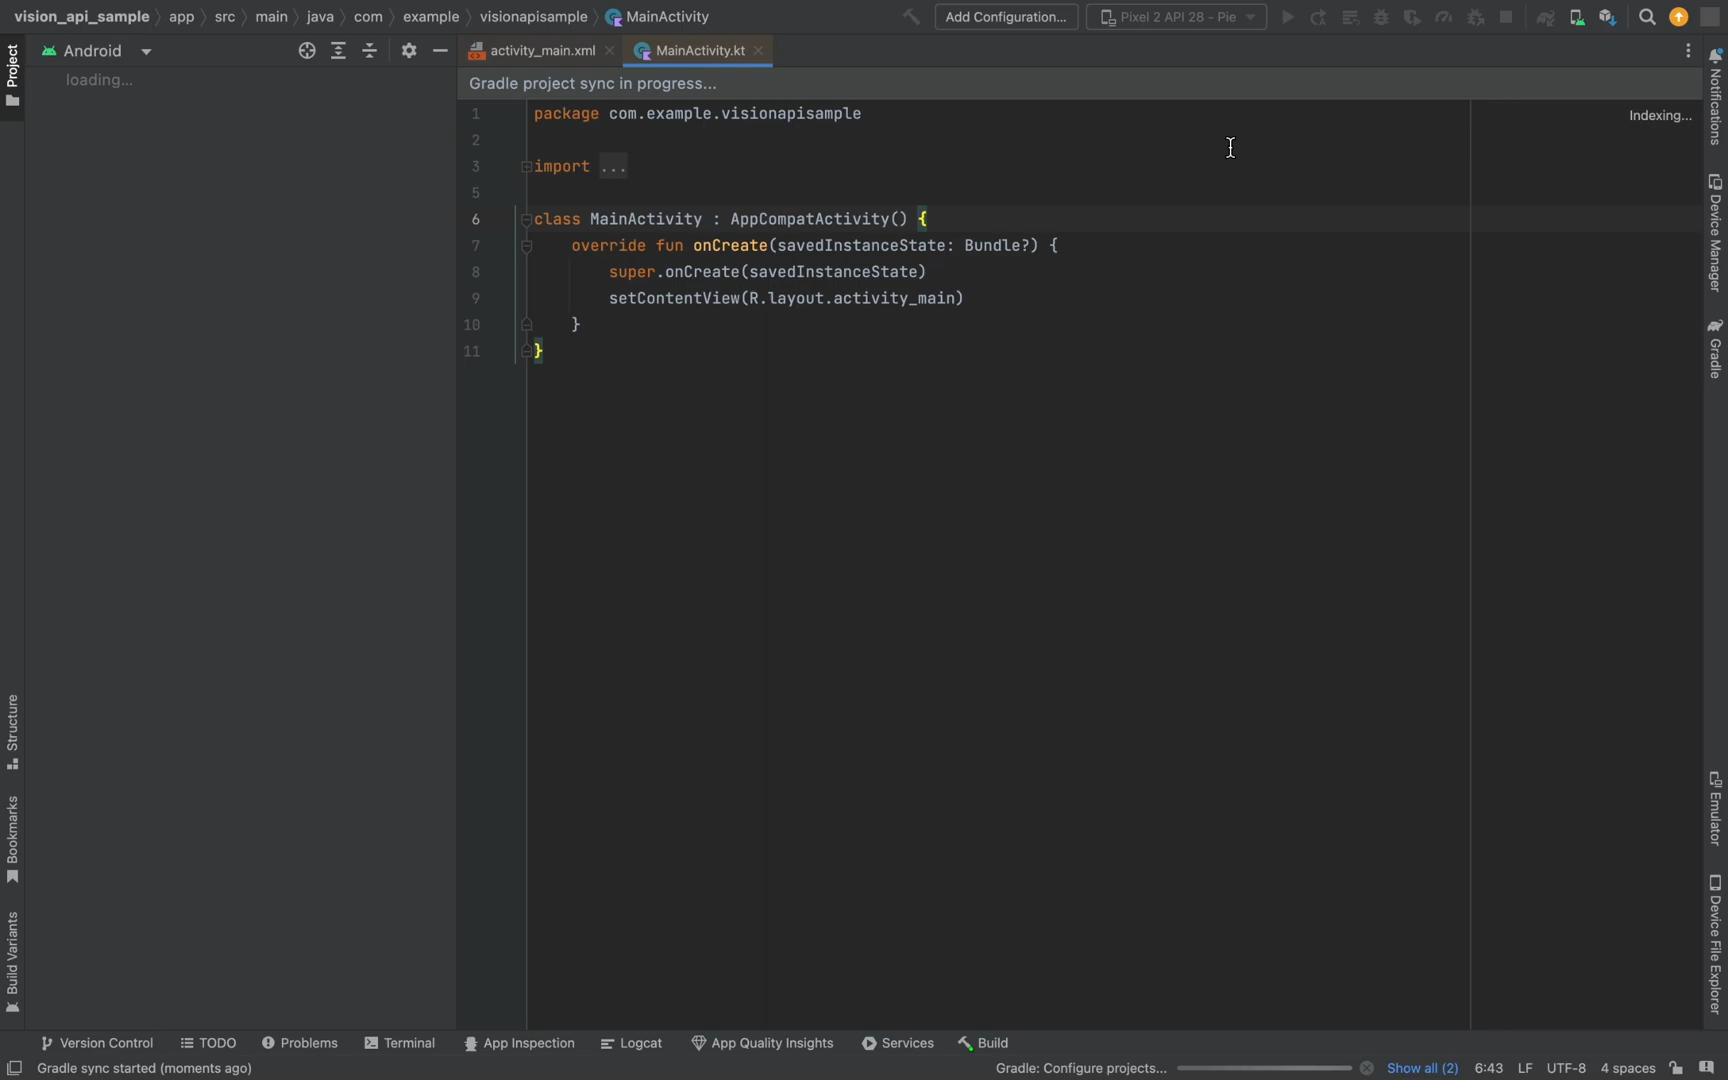 vision_api_sample app src main java com example visionapisample MainActivity Add Configuration... Pixel 2 API 28 - Pie
Android
loading...
activity_main.xml MainActivity.kt
Gradle project sync in progress...
1 package com.example.visionapisample
Indexing...
2
3 import ...
5
6 class MainActivity : AppCompatActivity() {
7 override fun onCreate(savedInstanceState: Bundle?) {
8 super.onCreate(savedInstanceState)
9 setContentView(R.layout.activity_main)
10 }
11 }
Project
Structure
Bookmarks
Build Variants
Notifications
Device Manager
Gradle
Emulator
Device File Explorer
Version Control TODO Problems Terminal App Inspection Logcat App Quality Insights Services Build
Gradle sync started (moments ago) Gradle: Configure projects... Show all (2) 6:43 LF UTF-8 4 spaces